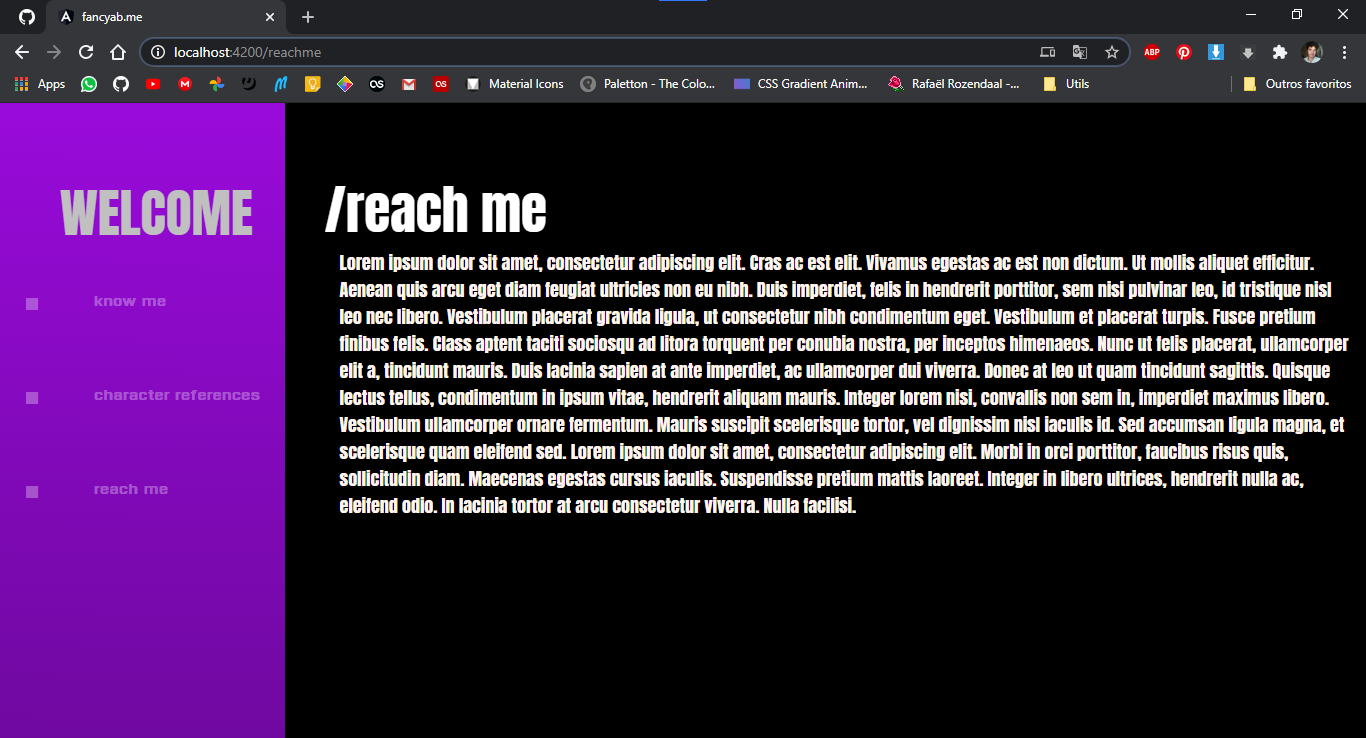 fancyab.me
localhost:4200/reachme
ABP
Apps
OS
OS
Material Icons
Paletton - The Colo...
CSS Gradient Anim...
Rafaël Rozendaal -...
Utils
Outros favoritos
WELCOME
know me
character references
reach me
/reach me
Lorem ipsum dolor sit amet, consectetur adipiscing elit. Cras ac est elit. Vivamus egestas ac est non dictum. Ut mollis aliquet efficitur.
Aenean quis arcu eget diam feugiat ultricies non eu nibh. Duis imperdiet, felis in hendrerit porttitor, sem nisi pulvinar leo, id tristique nisl
leo nec libero. Vestibulum placerat gravida ligula, ut consectetur nibh condimentum eget. Vestibulum et placerat turpis. Fusce pretium
finibus felis. Class aptent taciti sociosqu ad litora torquent per conubia nostra, per inceptos himenaeos. Nunc ut felis placerat, ullamcorper
elit a, tincidunt mauris. Duis lacinia sapien at ante imperdiet, ac ullamcorper dui viverra. Donec at leo ut quam tincidunt sagittis. Quisque
lectus tellus, condimentum in ipsum vitae, hendrerit aliquam mauris. Integer lorem nisi, convallis non sem in, imperdiet maximus libero.
Vestibulum ullamcorper ornare fermentum. Mauris suscipit scelerisque tortor, vel dignissim nisl iaculis id. Sed accumsan ligula magna, et
scelerisque quam eleifend sed. Lorem ipsum dolor sit amet, consectetur adipiscing elit. Morbi in orci porttitor, faucibus risus quis,
sollicitudin diam. Maecenas egestas cursus iaculis. Suspendisse pretium mattis laoreet. Integer in libero ultrices, hendrerit nulla ac,
eleifend odio. In lacinia tortor at arcu consectetur viverra. Nulla facilisi.